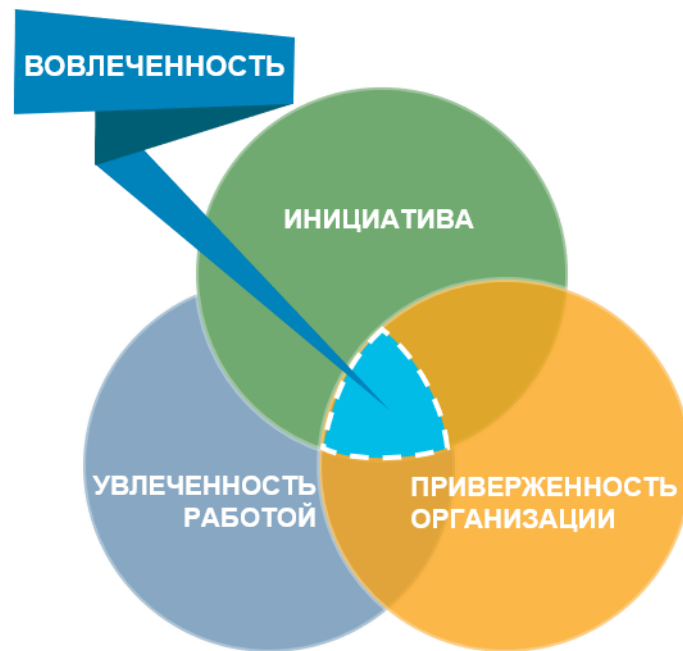 ВОВЛЕЧЕННОСТЬ
ИНИЦИАТИВА
УВЛЕЧЕННОСТЬ
РАБОТОЙ
ПРИВЕРЖЕННОСТЬ
ОРГАНИЗАЦИИ